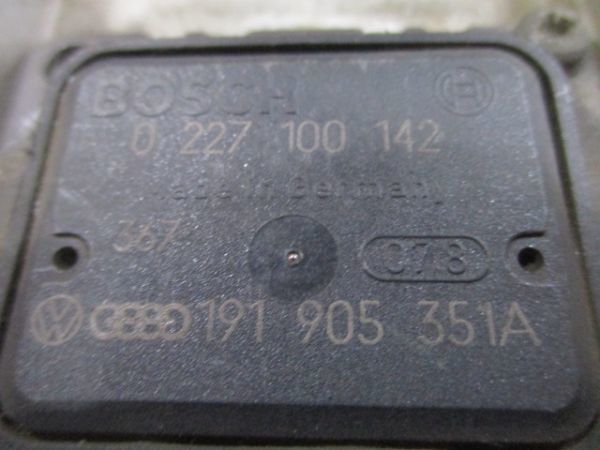 BOSCH
0 227 100 142
Made in Germany
367 078
191 905 351A